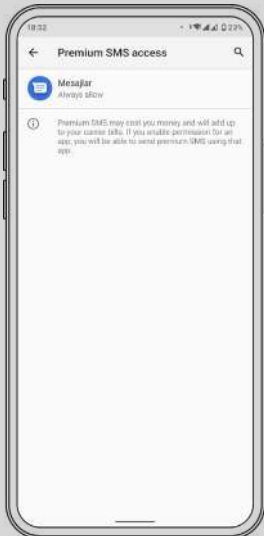 18:32
23%
Premium SMS access
Mesajlar
Always allow
Premium SMS may cost you money and will add up
to your carrier bills. If you enable permission for an
app, you will be able to send premium SMS using that
app.